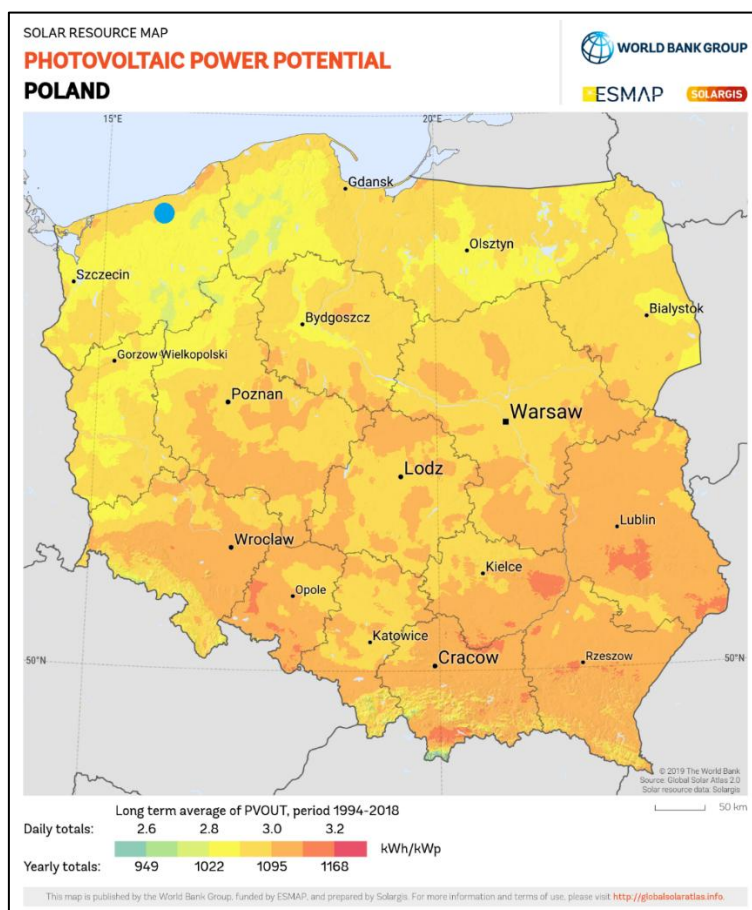 SOLAR RESOURCE MAP
PHOTOVOLTAIC POWER POTENTIAL
POLAND
WORLD BANK GROUP
ESMAP
SOLARGIS
15°E
20°E
Gdansk
Olsztyn
Szczecin
Bialystok
Bydgoszcz
Gorzow Wielkopolski
Poznan
Warsaw
Lodz
Lublin
Wroclaw
Kielce
Opole
Katowice
50°N
Cracow
Rzeszow
50°N
© 2019 The World Bank
Source: Global Solar Atlas 2.0
Solar resource data: Solargis
50 km
Long term average of PVOUT, period 1994-2018
Daily totals: 2.6 2.8 3.0 3.2
kWh/kWp
Yearly totals: 949 1022 1095 1168
This map is published by the World Bank Group, funded by ESMAP, and prepared by Solargis. For more information and terms of use, please visit http://globalsolaratlas.info.